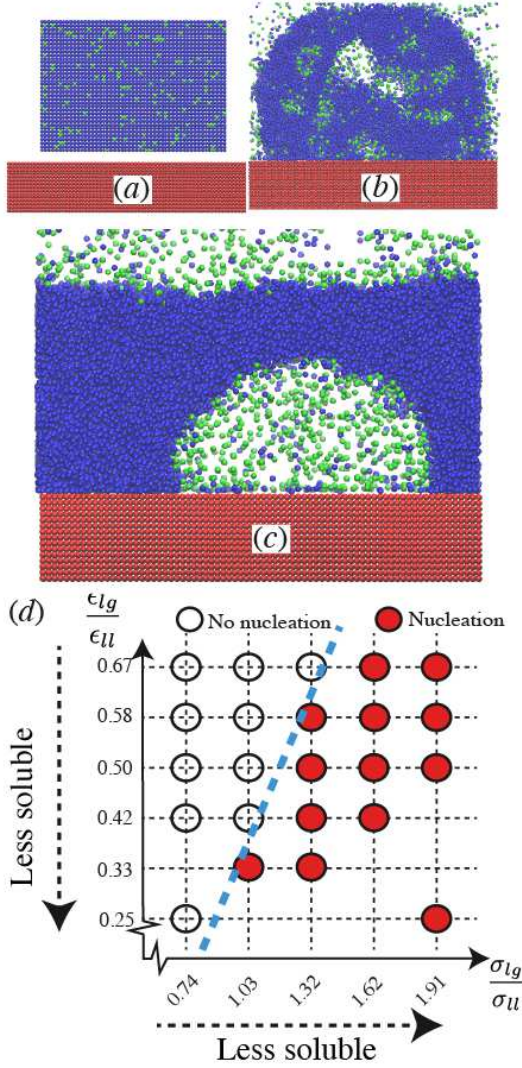 (a)
(b)
(c)
(d)
ϵlg
ϵll
No nucleation
Nucleation
0.67
0.58
0.50
0.42
0.33
0.25
Less soluble
0.74
1.03
1.32
1.62
1.91
σlg
σll
Less soluble